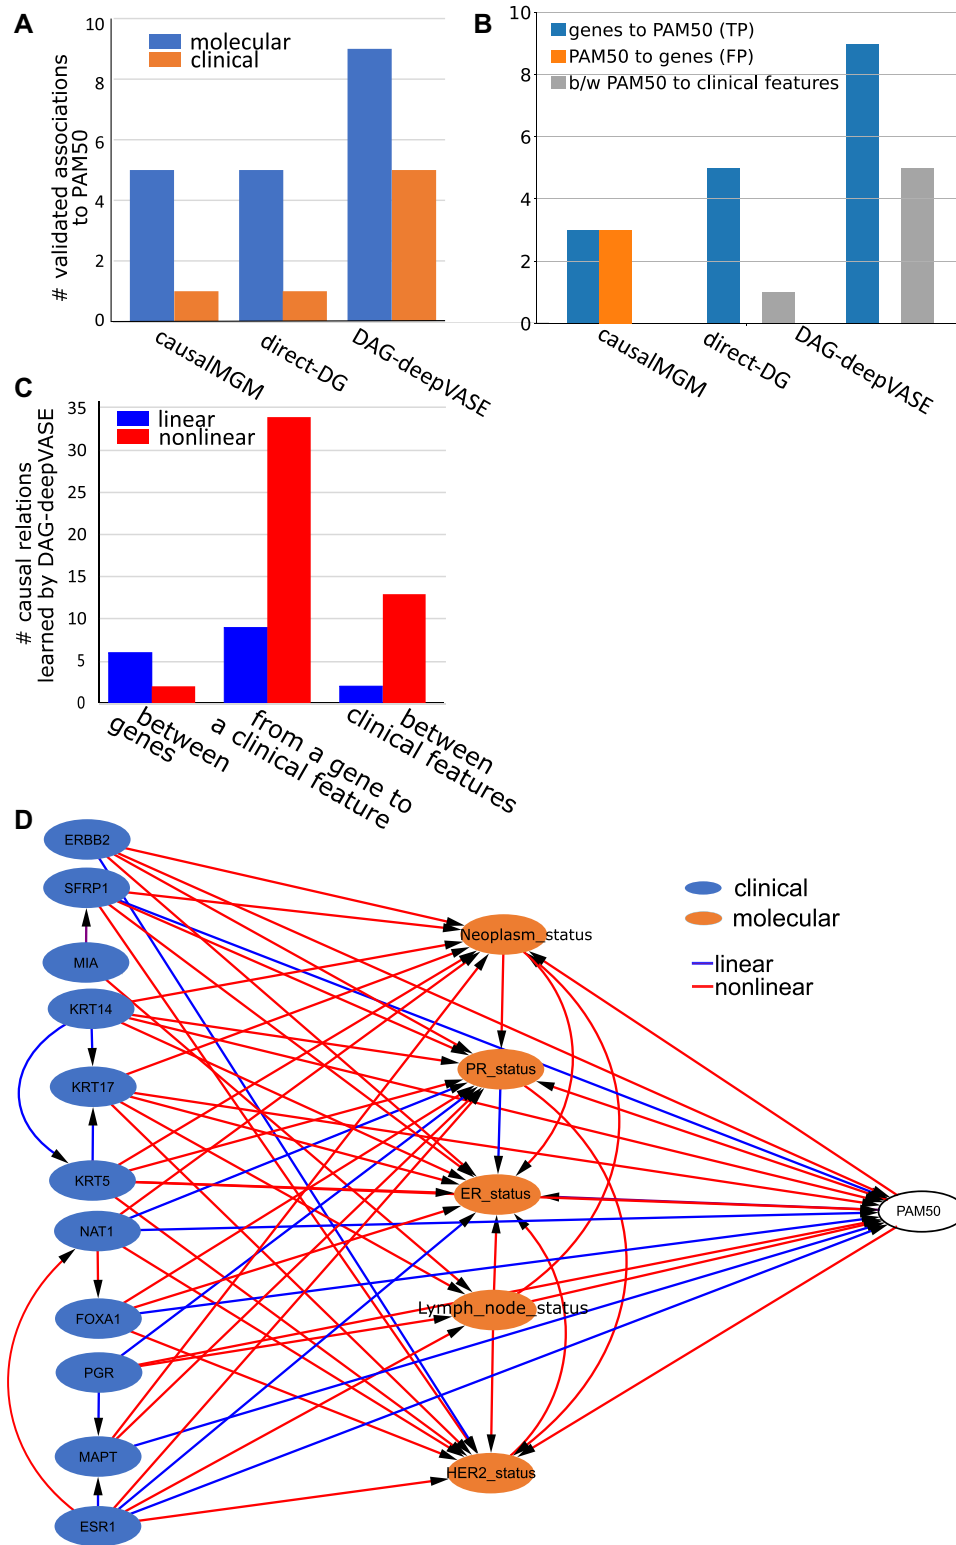 A
10
8
6
4
2
0
# validated associations
to PAM50
molecular
clinical
causalMGM
direct-DG
DAG-deepVASE
B
10
8
6
4
2
0
genes to PAM50 (TP)
PAM50 to genes (FP)
b/w PAM50 to clinical features
causalMGM
direct-DG
DAG-deepVASE
C
35
30
25
20
15
10
5
0
# causal relations
learned by DAG-deepVASE
linear
nonlinear
between
genes
from a gene to
a clinical feature
between
clinical features
D
ERBB2
SFRP1
MIA
KRT14
KRT17
KRT5
NAT1
FOXA1
PGR
MAPT
ESR1
Neoplasm_status
PR_status
ER_status
Lymph_node_status
HER2_status
PAM50
clinical
molecular
linear
nonlinear